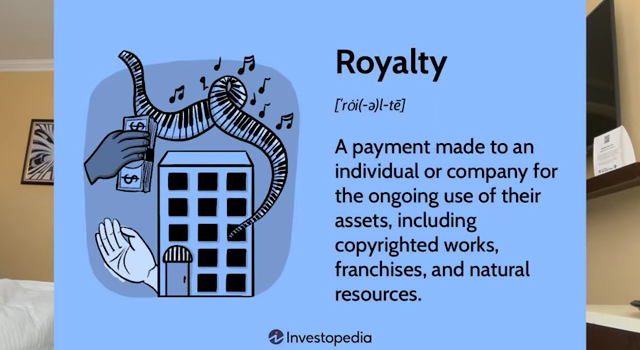 Royalty
['rȯi(-ə)l-tē]
A payment made to an
individual or company for
the ongoing use of their
assets, including
copyrighted works,
franchises, and natural
resources.
Investopedia